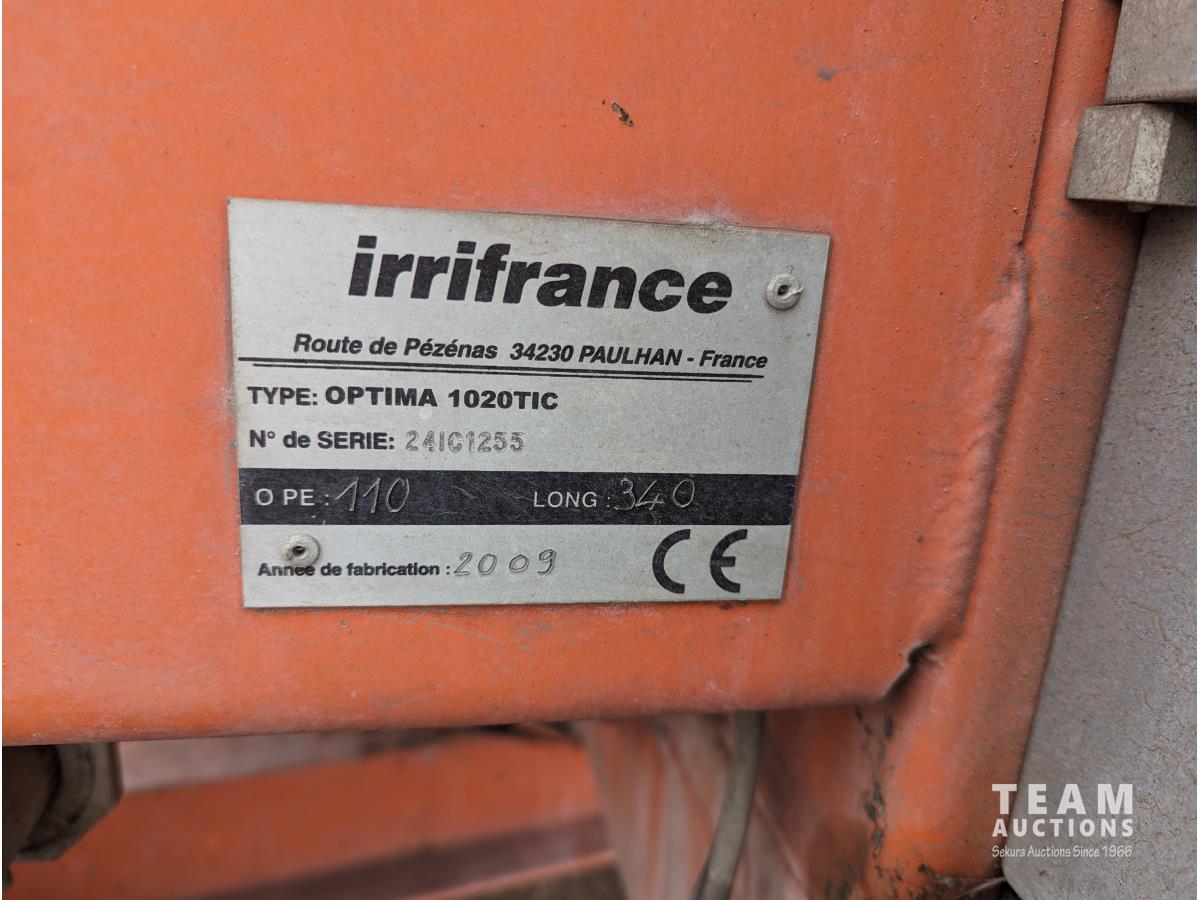 irrifrance
Route de Pézénas 34230 PAULHAN - France
TYPE: OPTIMA 1020TIC
N° de SERIE: 24IC1255
O PE : 110 LONG : 340
Année de fabrication : 2009 CE
TEAM
AUCTIONS
Sekura Auctions Since 1966